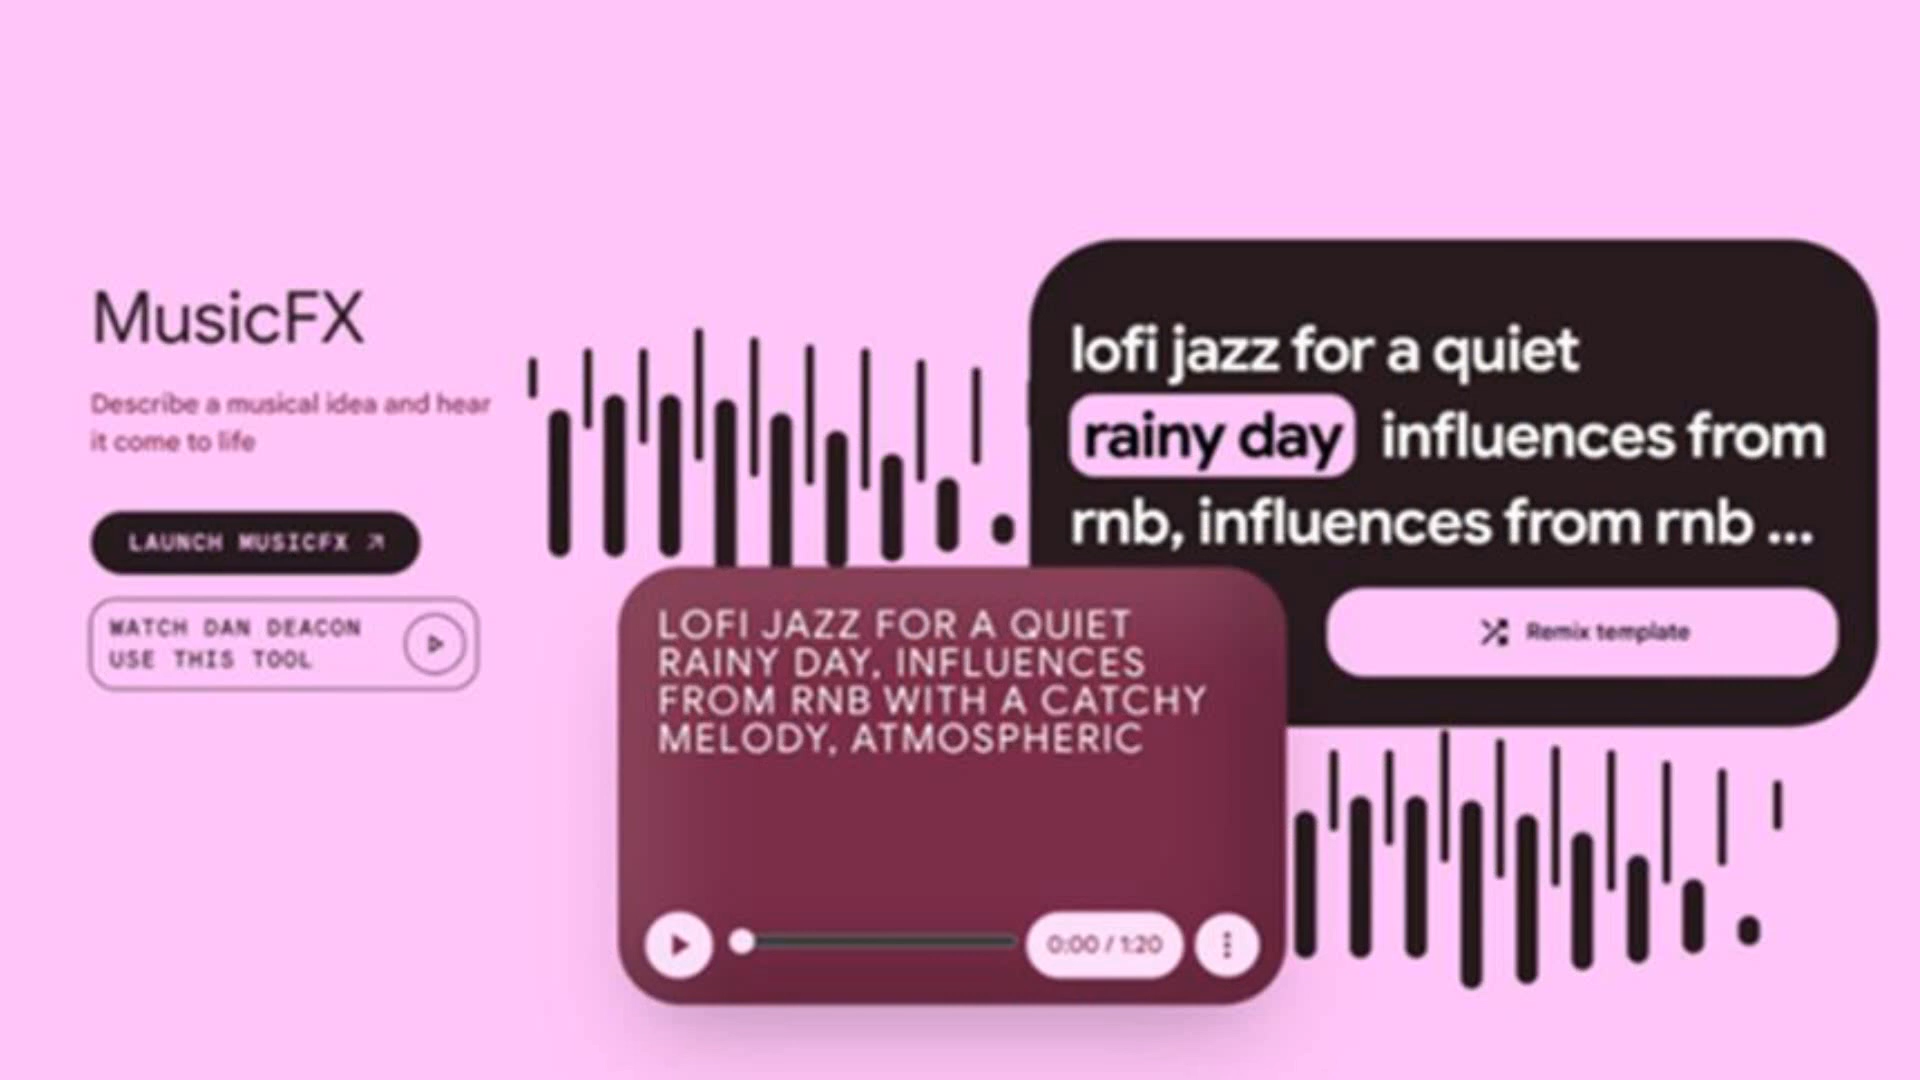 MusicFX
Describe a musical idea and hear
it come to life
LAUNCH MUSICFX
WATCH DAN DEACON
USE THIS TOOL
lofi jazz for a quiet
rainy day influences from
rnb, influences from rnb ...
Remix template
LOFI JAZZ FOR A QUIET
RAINY DAY, INFLUENCES
FROM RNB WITH A CATCHY
MELODY, ATMOSPHERIC
0:00 / 1:20